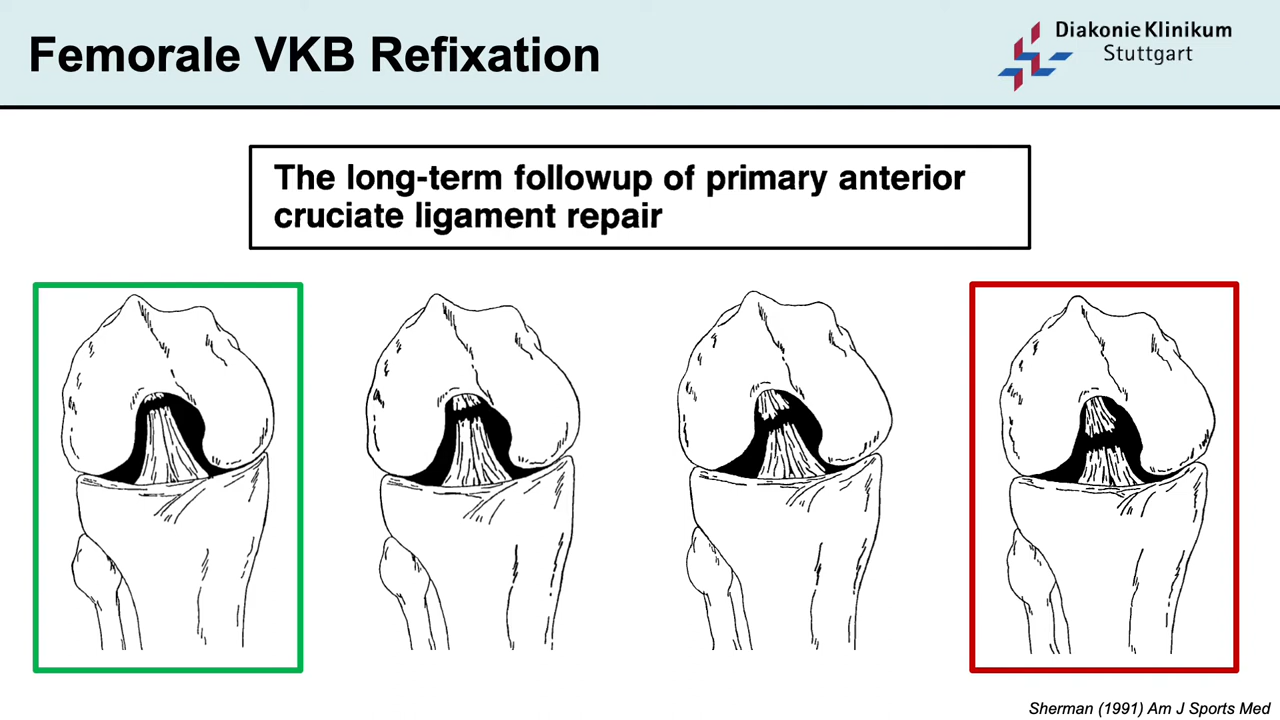 Femorale VKB Refixation
Diakonie Klinikum
Stuttgart
The long-term followup of primary anterior
cruciate ligament repair
Sherman (1991) Am J Sports Med